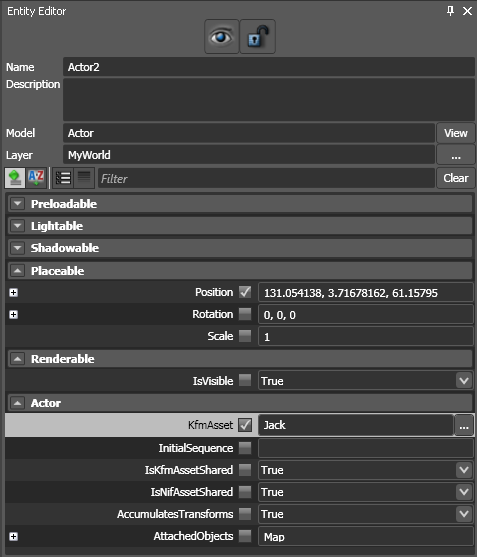 Entity Editor
Name Actor2
Description
Model Actor View
Layer MyWorld ...
Filter Clear
Preloadable
Lightable
Shadowable
Placeable
Position 131.054138, 3.71678162, 61.15795
Rotation 0, 0, 0
Scale 1
Renderable
IsVisible True
Actor
KfmAsset Jack ...
InitialSequence
IsKfmAssetShared True
IsNifAssetShared True
AccumulatesTransforms True
AttachedObjects Map